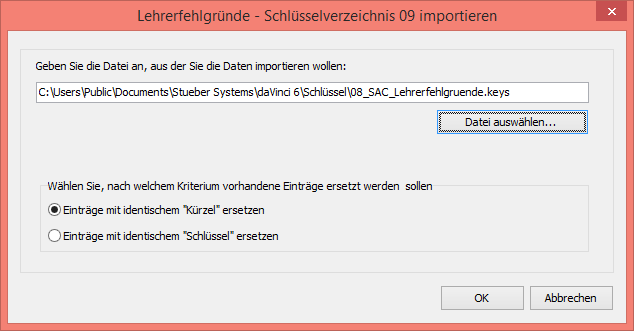 Lehrerfehlgründe - Schlüsselverzeichnis 09 importieren
Geben Sie die Datei an, aus der Sie die Daten importieren wollen:
C:\Users\Public\Documents\Stueber Systems\daVinci 6\Schlüssel\08_SAC_Lehrerfehlgruende.keys
Datei auswählen...
Wählen Sie, nach welchem Kriterium vorhandene Einträge ersetzt werden sollen
Einträge mit identischem "Kürzel" ersetzen
Einträge mit identischem "Schlüssel" ersetzen
OK Abbrechen